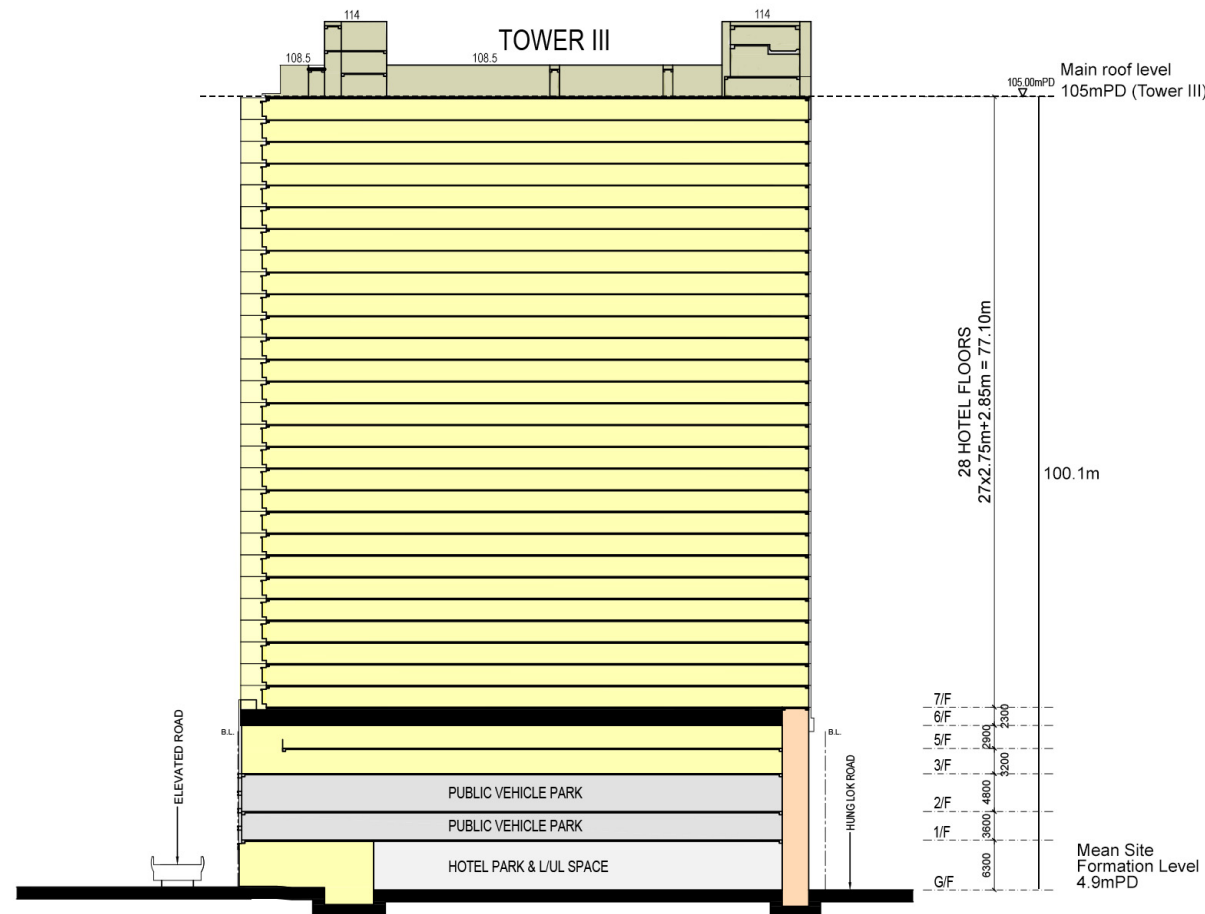 114
114
TOWER III
108.5
108.5
105.00mPD
Main roof level
105mPD (Tower III)
28 HOTEL FLOORS
27x2.75m+2.85m = 77.10m
100.1m
7/F
2300
6/F
B.L.
B.L.
2900
5/F
3200
3/F
ELEVATED ROAD
PUBLIC VEHICLE PARK
4800
2/F
PUBLIC VEHICLE PARK
3600
HUNG LOK ROAD
1/F
HOTEL PARK & L/UL SPACE
6300
G/F
Mean Site
Formation Level
4.9mPD